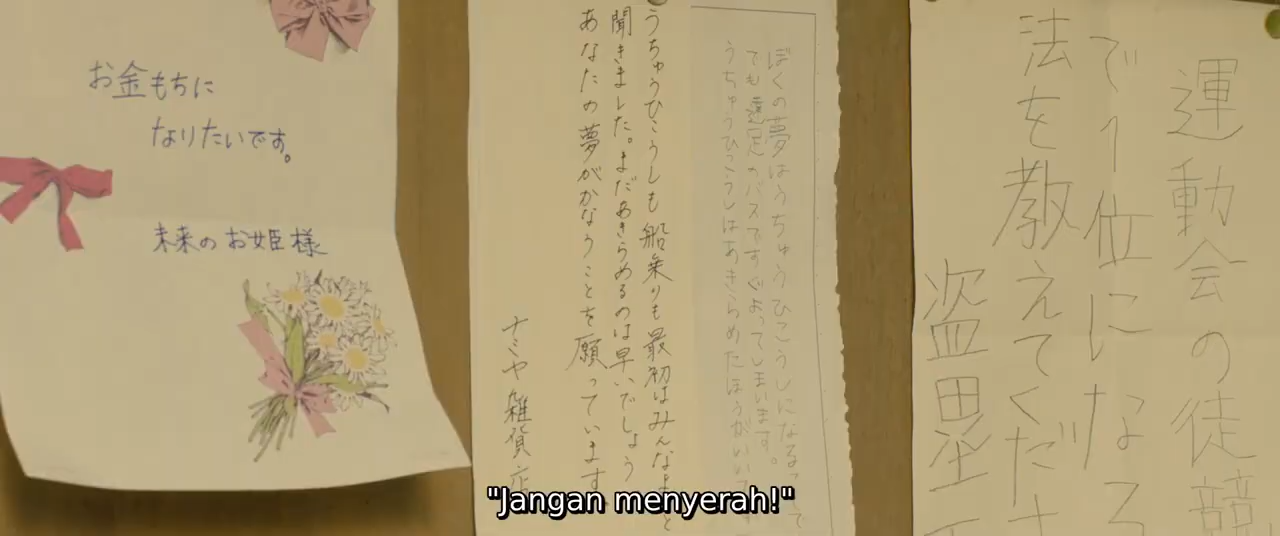 お金もちに
なりたいです。
未来のお姫様
ぼくの夢はうちゅうひこうしになる
でも遠足のバスですぐよってしまいます。
うちゅうひこうしはあきらめたほうがいい
うちゅうひこうしも船乗りも最初はみんな
聞きました。まだあきらめるのは早いでしょう
あなたの夢がかなうことを願っています
ナミヤ雑貨店
運動会の徒競
で1位になる
法を教えてくださ
盗塁王
"Jangan menyerah!"